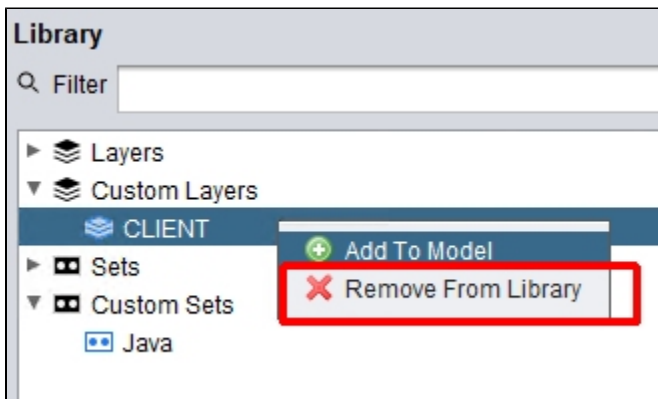 Library
Filter
Layers
Custom Layers
CLIENT
Add To Model
Sets
Remove From Library
Custom Sets
Java